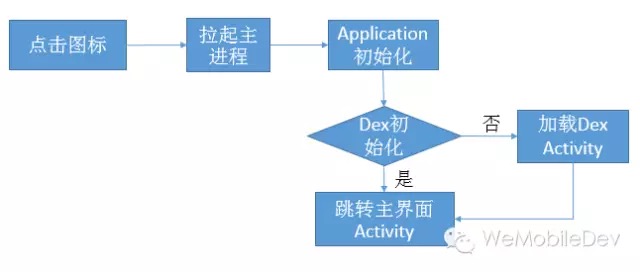 点击图标
拉起主
进程
Application
初始化
Dex初
始化
否
加载Dex
Activity
是
跳转主界面
Activity
WeMobileDev